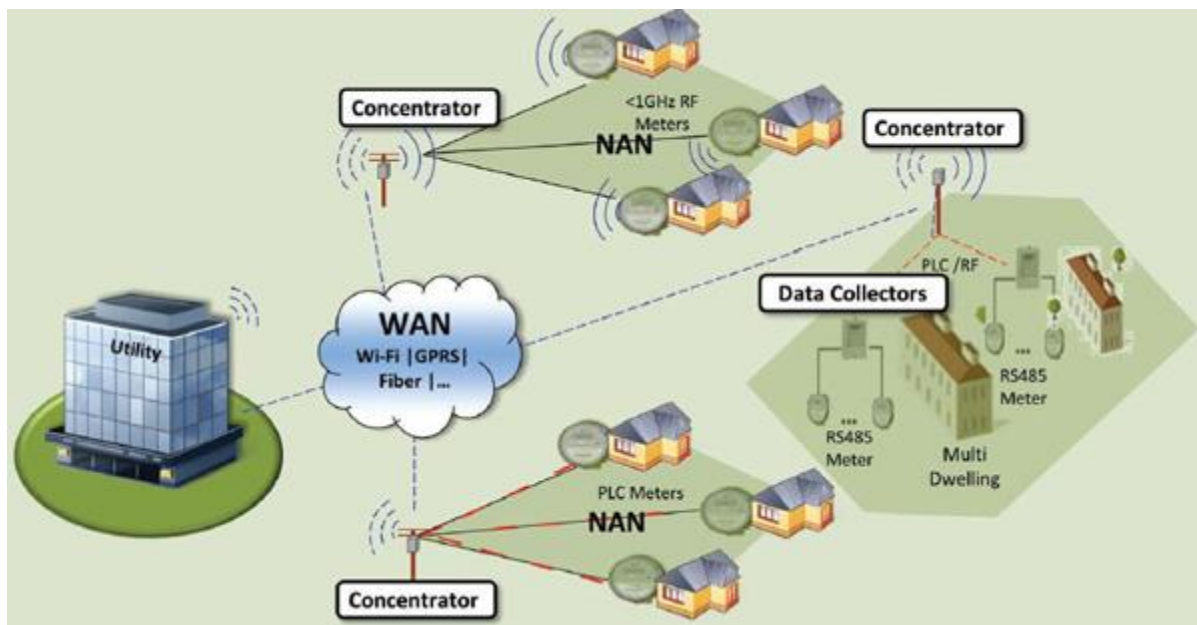 Concentrator
<1GHz RF
Meters
NAN
Concentrator
PLC /RF
Data Collectors
...
RS485
Meter
...
RS485
Meter
Multi
Dwelling
Utility
WAN
Wi-Fi |GPRS|
Fiber |...
PLC Meters
NAN
Concentrator